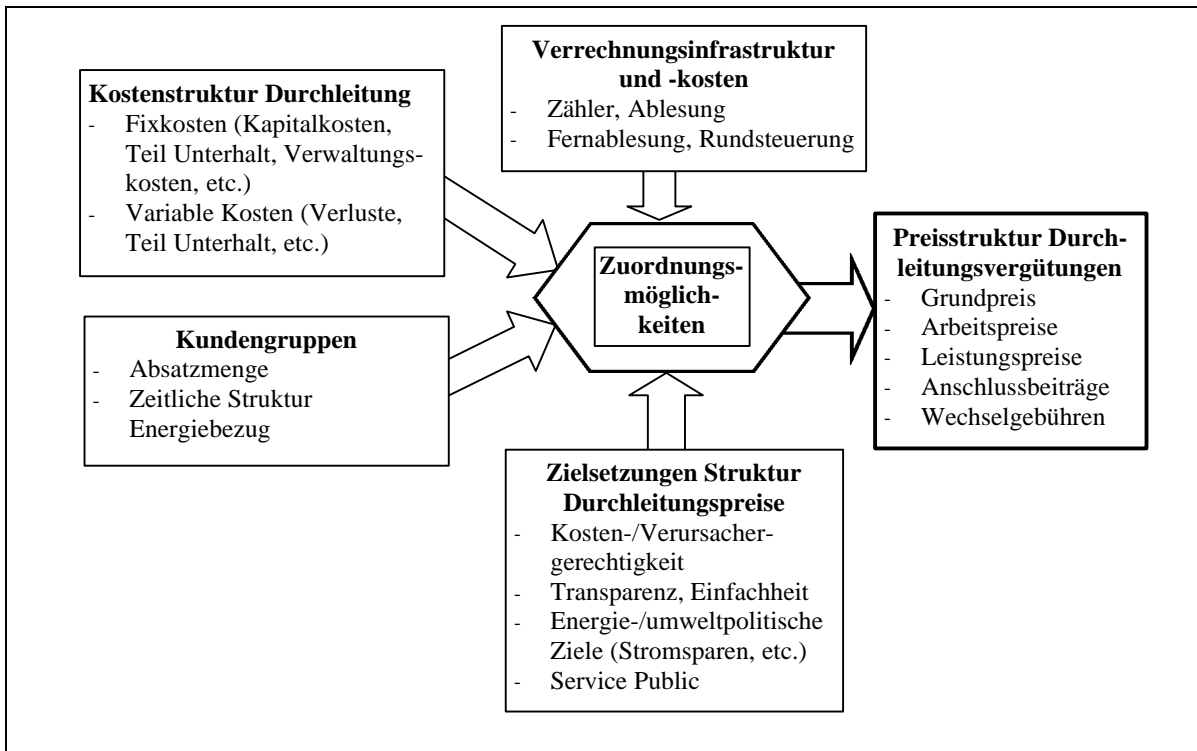 Verrechnungsinfrastruktur
und -kosten
- Zähler, Ablesung
- Fernablesung, Rundsteuerung
Kostenstruktur Durchleitung
- Fixkosten (Kapitalkosten,
Teil Unterhalt, Verwaltungs-
kosten, etc.)
- Variable Kosten (Verluste,
Teil Unterhalt, etc.)
Kundengruppen
- Absatzmenge
- Zeitliche Struktur
Energiebezug
Zuordnungs-
möglich-
keiten
Preisstruktur Durch-
leitungsvergütungen
- Grundpreis
- Arbeitspreise
- Leistungspreise
- Anschlussbeiträge
- Wechselgebühren
Zielsetzungen Struktur
Durchleitungspreise
- Kosten-/Verursacher-
gerechtigkeit
- Transparenz, Einfachheit
- Energie-/umweltpolitische
Ziele (Stromsparen, etc.)
- Service Public